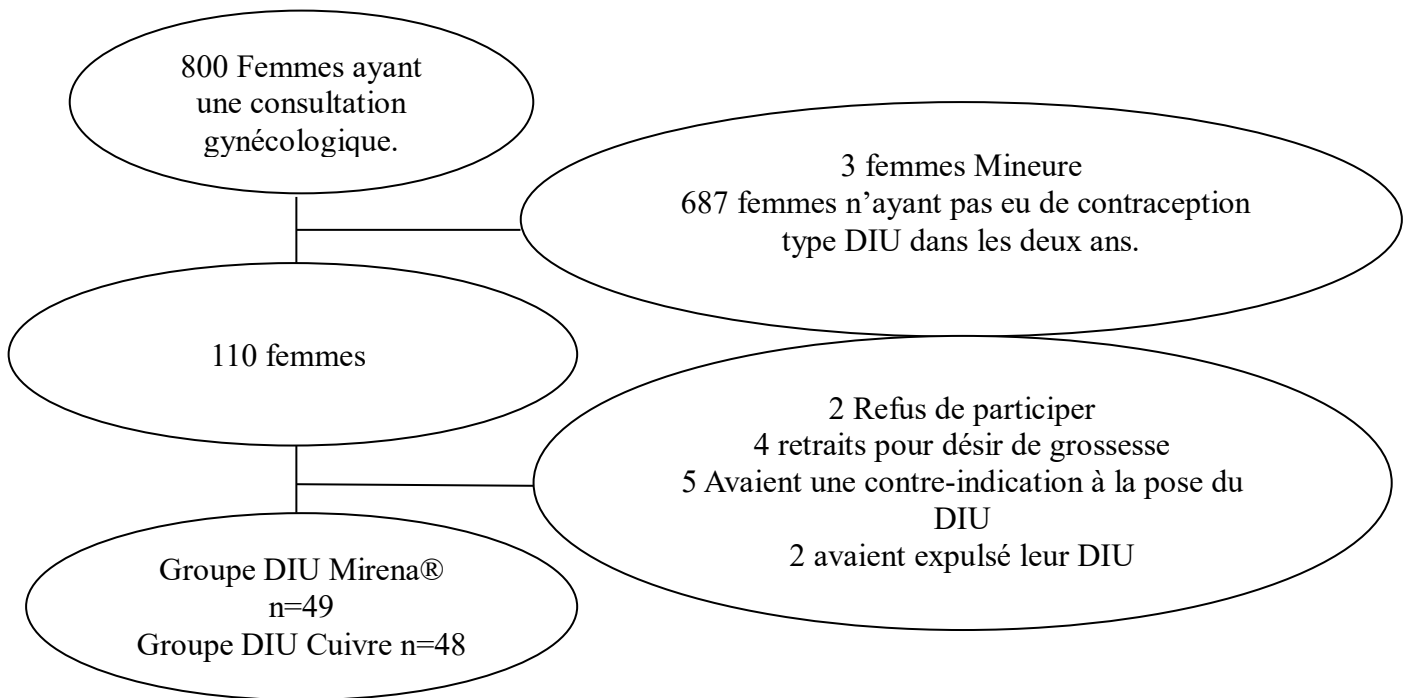 800 Femmes ayant
une consultation
gynécologique.
3 femmes Mineure
687 femmes n’ayant pas eu de contraception
type DIU dans les deux ans.
110 femmes
2 Refus de participer
4 retraits pour désir de grossesse
5 Avaient une contre-indication à la pose du
DIU
2 avaient expulsé leur DIU
Groupe DIU Mirena®
n=49
Groupe DIU Cuivre n=48